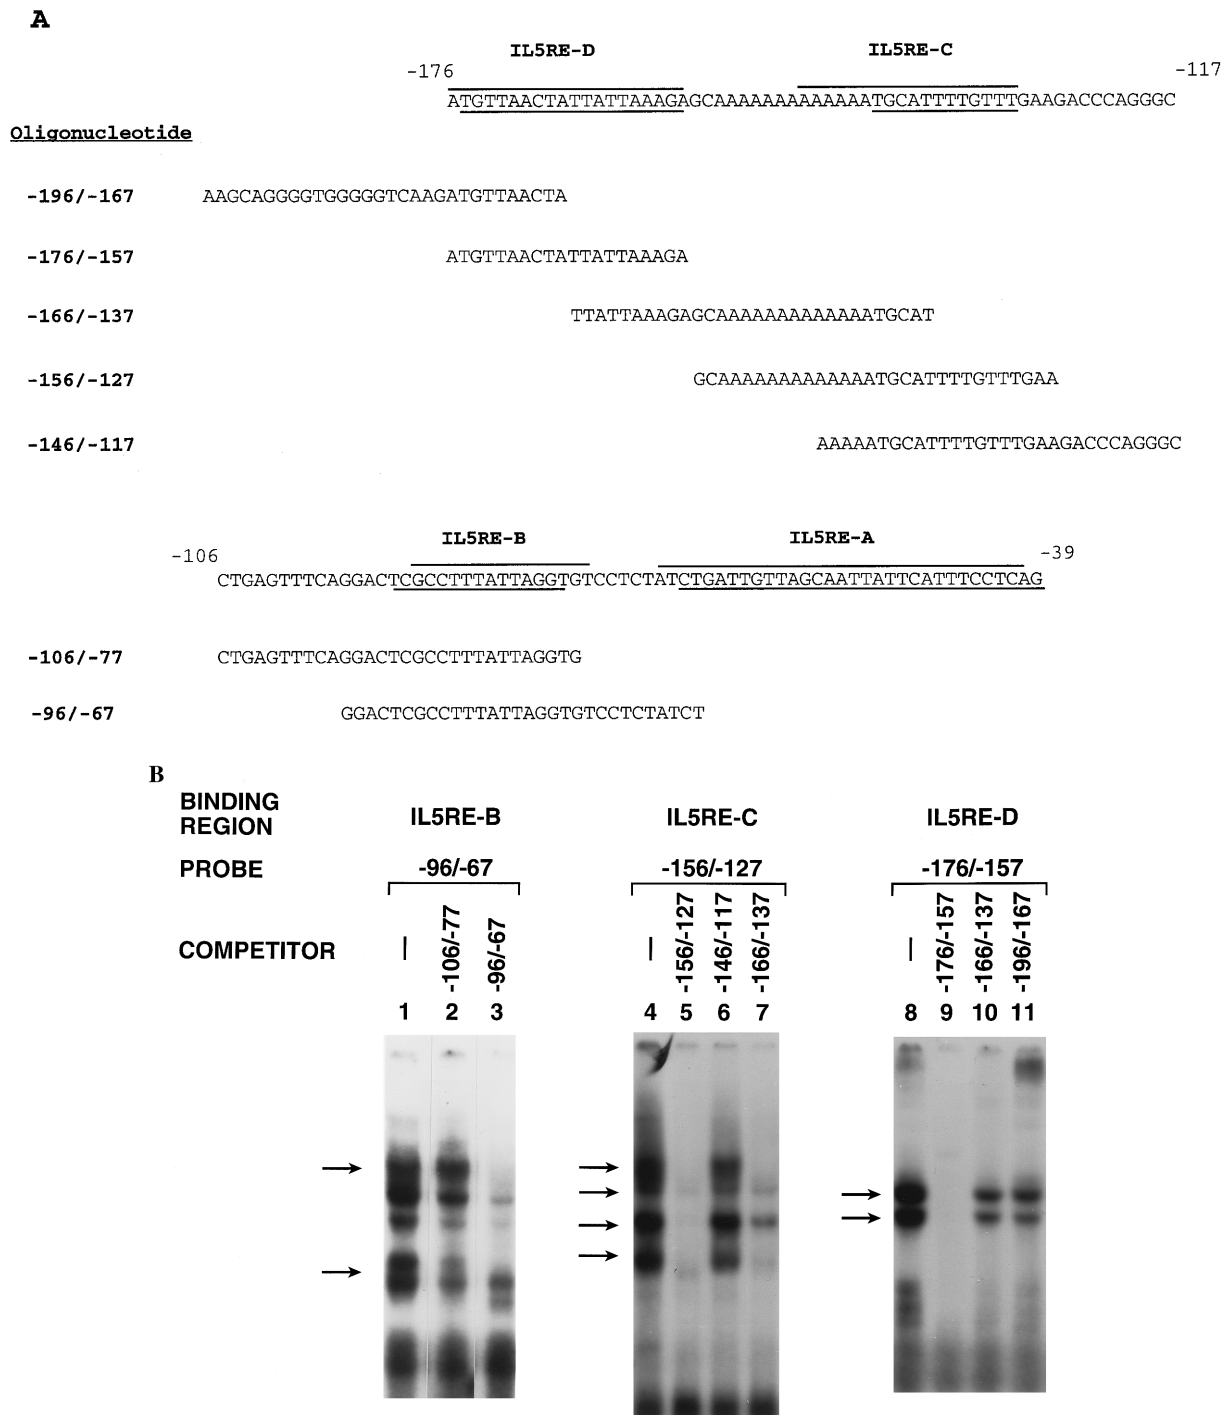 A
IL5RE-D IL5RE-C
-176 -117
ATGTTAACTATTATTAAAGAGCAAAAAAAAAAAAATGCATTTTGTTTGAAGACCCAGGGC
Oligonucleotide
-196/-167 AAGCAGGGGTGGGGGTCAAGATGTTAACTA
-176/-157 ATGTTAACTATTATTAAAGA
-166/-137 TTATTAAAGAGCAAAAAAAAAAAAATGCAT
-156/-127 GCAAAAAAAAAAAAATGCATTTTGTTTGAA
-146/-117 AAAAATGCATTTTGTTTGAAGACCCAGGGC
IL5RE-B IL5RE-A
-106 -39
CTGAGTTTCAGGACTCGCCTTTATTAGGTGTCCTCTATCTGATTGTTAGCAATTATTCATTTCCTCAG
-106/-77 CTGAGTTTCAGGACTCGCCTTTATTAGGTG
-96/-67 GGACTCGCCTTTATTAGGTGTCCTCTATCT
B
BINDING
REGION
IL5RE-B IL5RE-C IL5RE-D
PROBE -96/-67 -156/-127 -176/-157
COMPETITOR — -106/-77 -96/-67 — -156/-127 -146/-117 -166/-137 — -176/-157 -166/-137 -196/-167
1 2 3 4 5 6 7 8 9 10 11